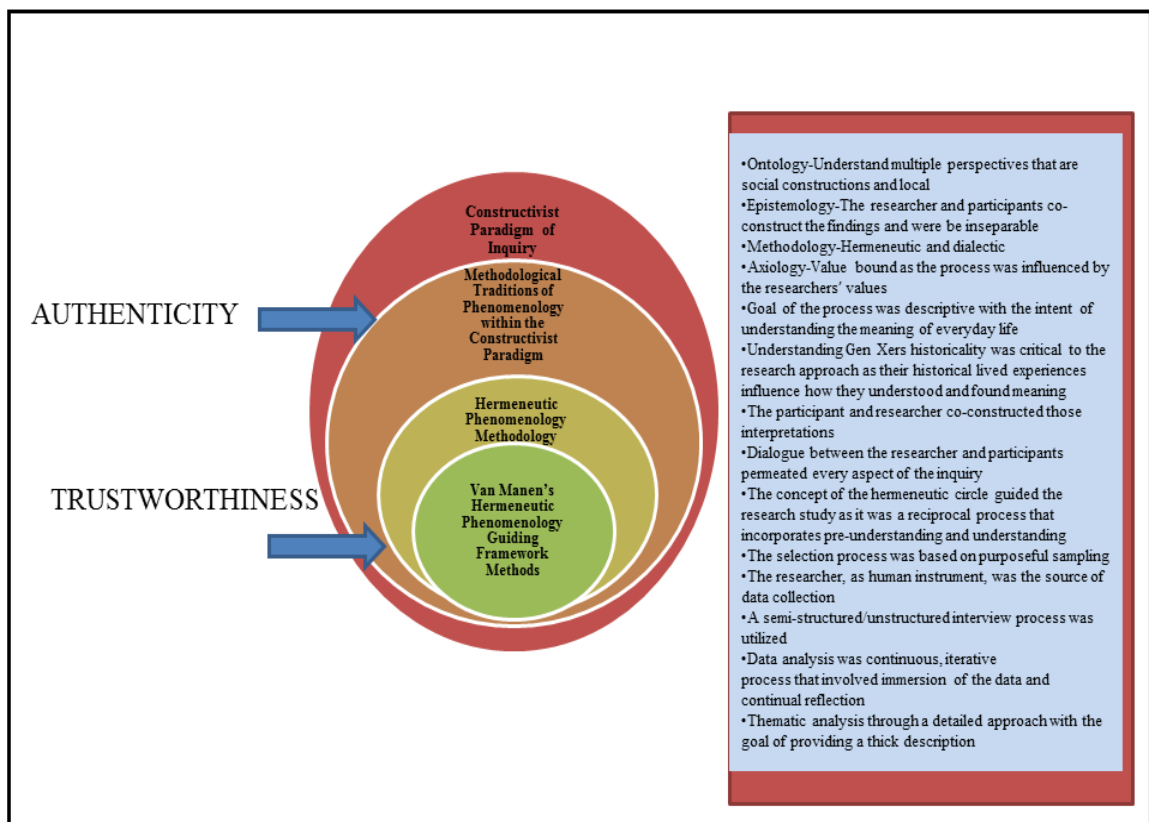 Constructivist
Paradigm of
Inquiry
Methodological
Traditions of
Phenomenology
within the
Constructivist
Paradigm
AUTHENTICITY
Hermeneutic
Phenomenology
Methodology
TRUSTWORTHINESS
Van Manen's
Hermeneutic
Phenomenology
Guiding
Framework
Methods
•Ontology-Understand multiple perspectives that are
social constructions and local
•Epistemology-The researcher and participants co-
construct the findings and were be inseparable
•Methodology-Hermeneutic and dialectic
•Axiology-Value bound as the process was influenced by
the researchers' values
•Goal of the process was descriptive with the intent of
understanding the meaning of everyday life
•Understanding Gen Xers historicality was critical to the
research approach as their historical lived experiences
influence how they understood and found meaning
•The participant and researcher co-constructed those
interpretations
•Dialogue between the researcher and participants
permeated every aspect of the inquiry
•The concept of the hermeneutic circle guided the
research study as it was a reciprocal process that
incorporates pre-understanding and understanding
•The selection process was based on purposeful sampling
•The researcher, as human instrument, was the source of
data collection
•A semi-structured/unstructured interview process was
utilized
•Data analysis was continuous, iterative
process that involved immersion of the data and
continual reflection
•Thematic analysis through a detailed approach with the
goal of providing a thick description